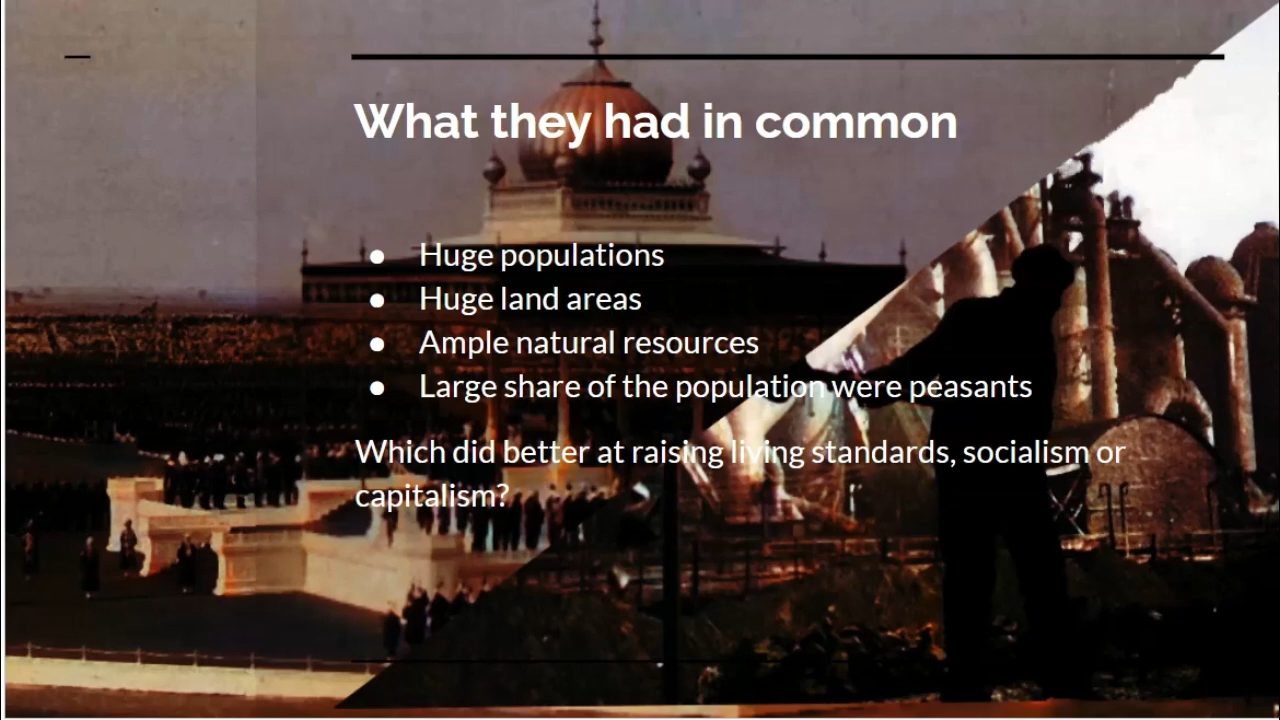 What they had in common
● Huge populations
● Huge land areas
● Ample natural resources
● Large share of the population were peasants
Which did better at raising living standards, socialism or
capitalism?